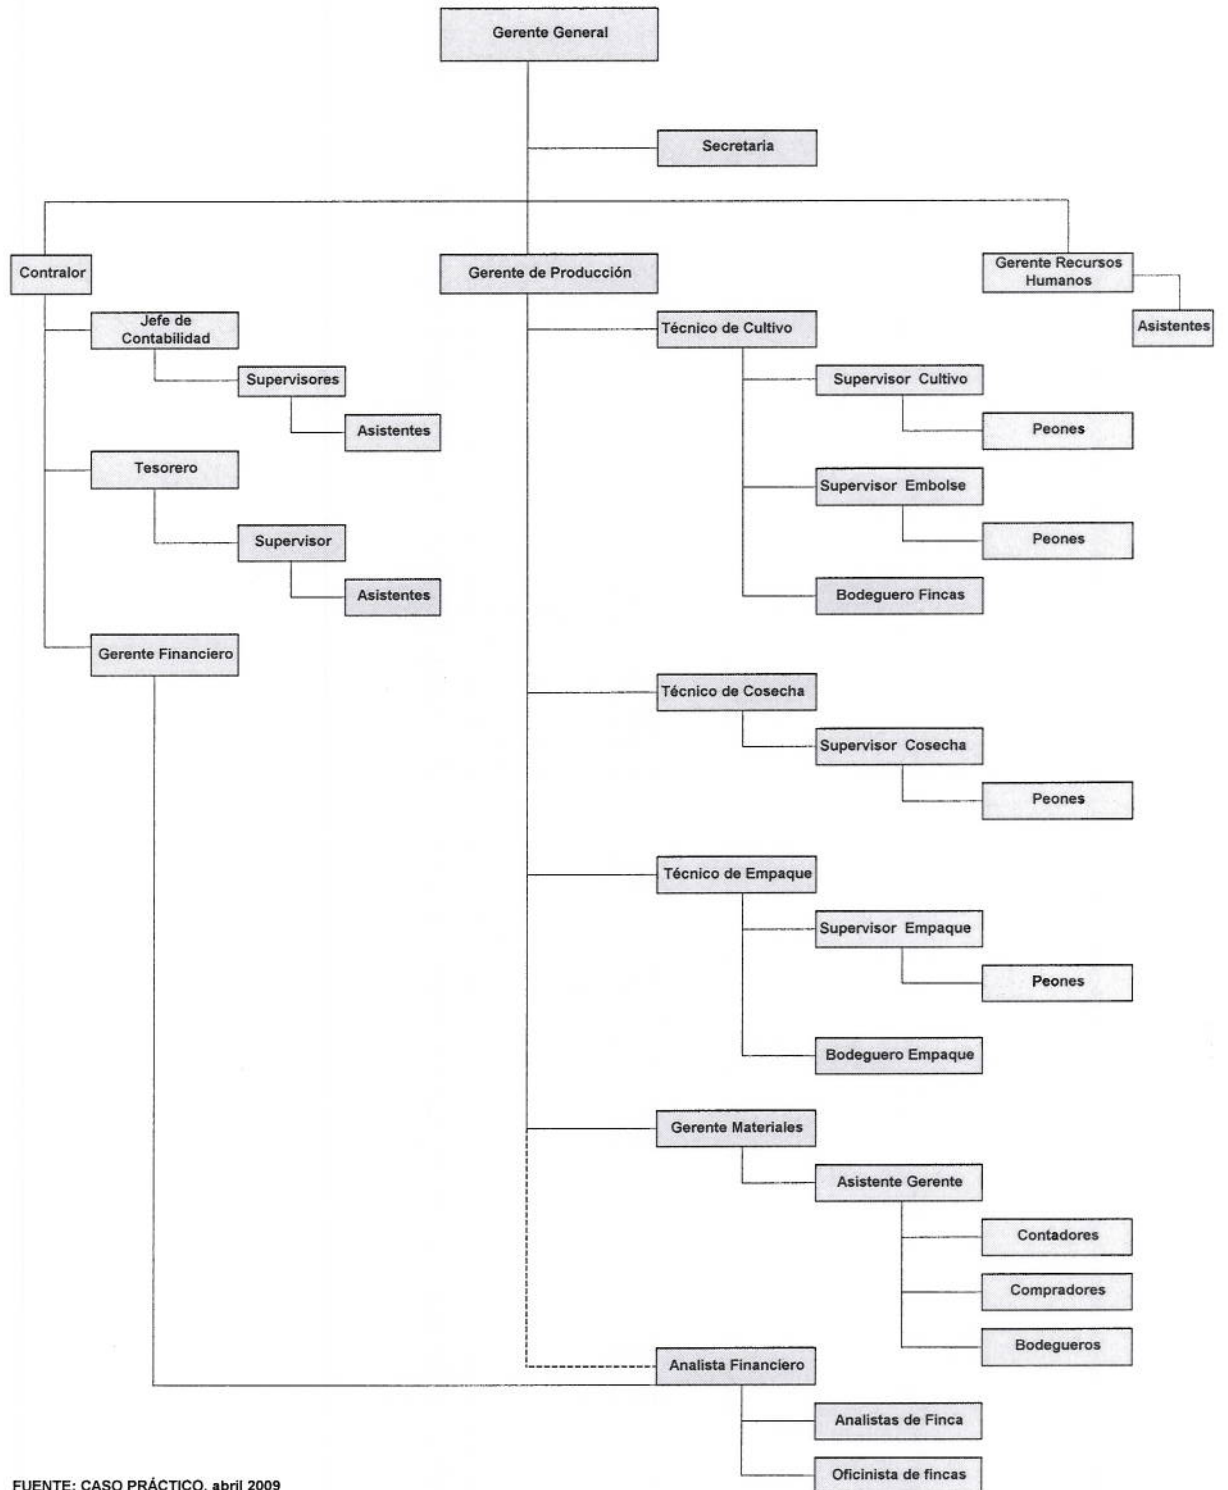 Gerente General
Secretaria
Contralor
Gerente de Producción
Gerente Recursos
Humanos
Asistentes
Jefe de
Contabilidad
Supervisores
Asistentes
Tesorero
Supervisor
Asistentes
Gerente Financiero
Técnico de Cultivo
Supervisor Cultivo
Peones
Supervisor Embolse
Peones
Bodeguero Fincas
Técnico de Cosecha
Supervisor Cosecha
Peones
Técnico de Empaque
Supervisor Empaque
Peones
Bodeguero Empaque
Gerente Materiales
Asistente Gerente
Contadores
Compradores
Bodegueros
Analista Financiero
Analistas de Finca
Oficinista de fincas
FUENTE: CASO PRÁCTICO, abril 2009